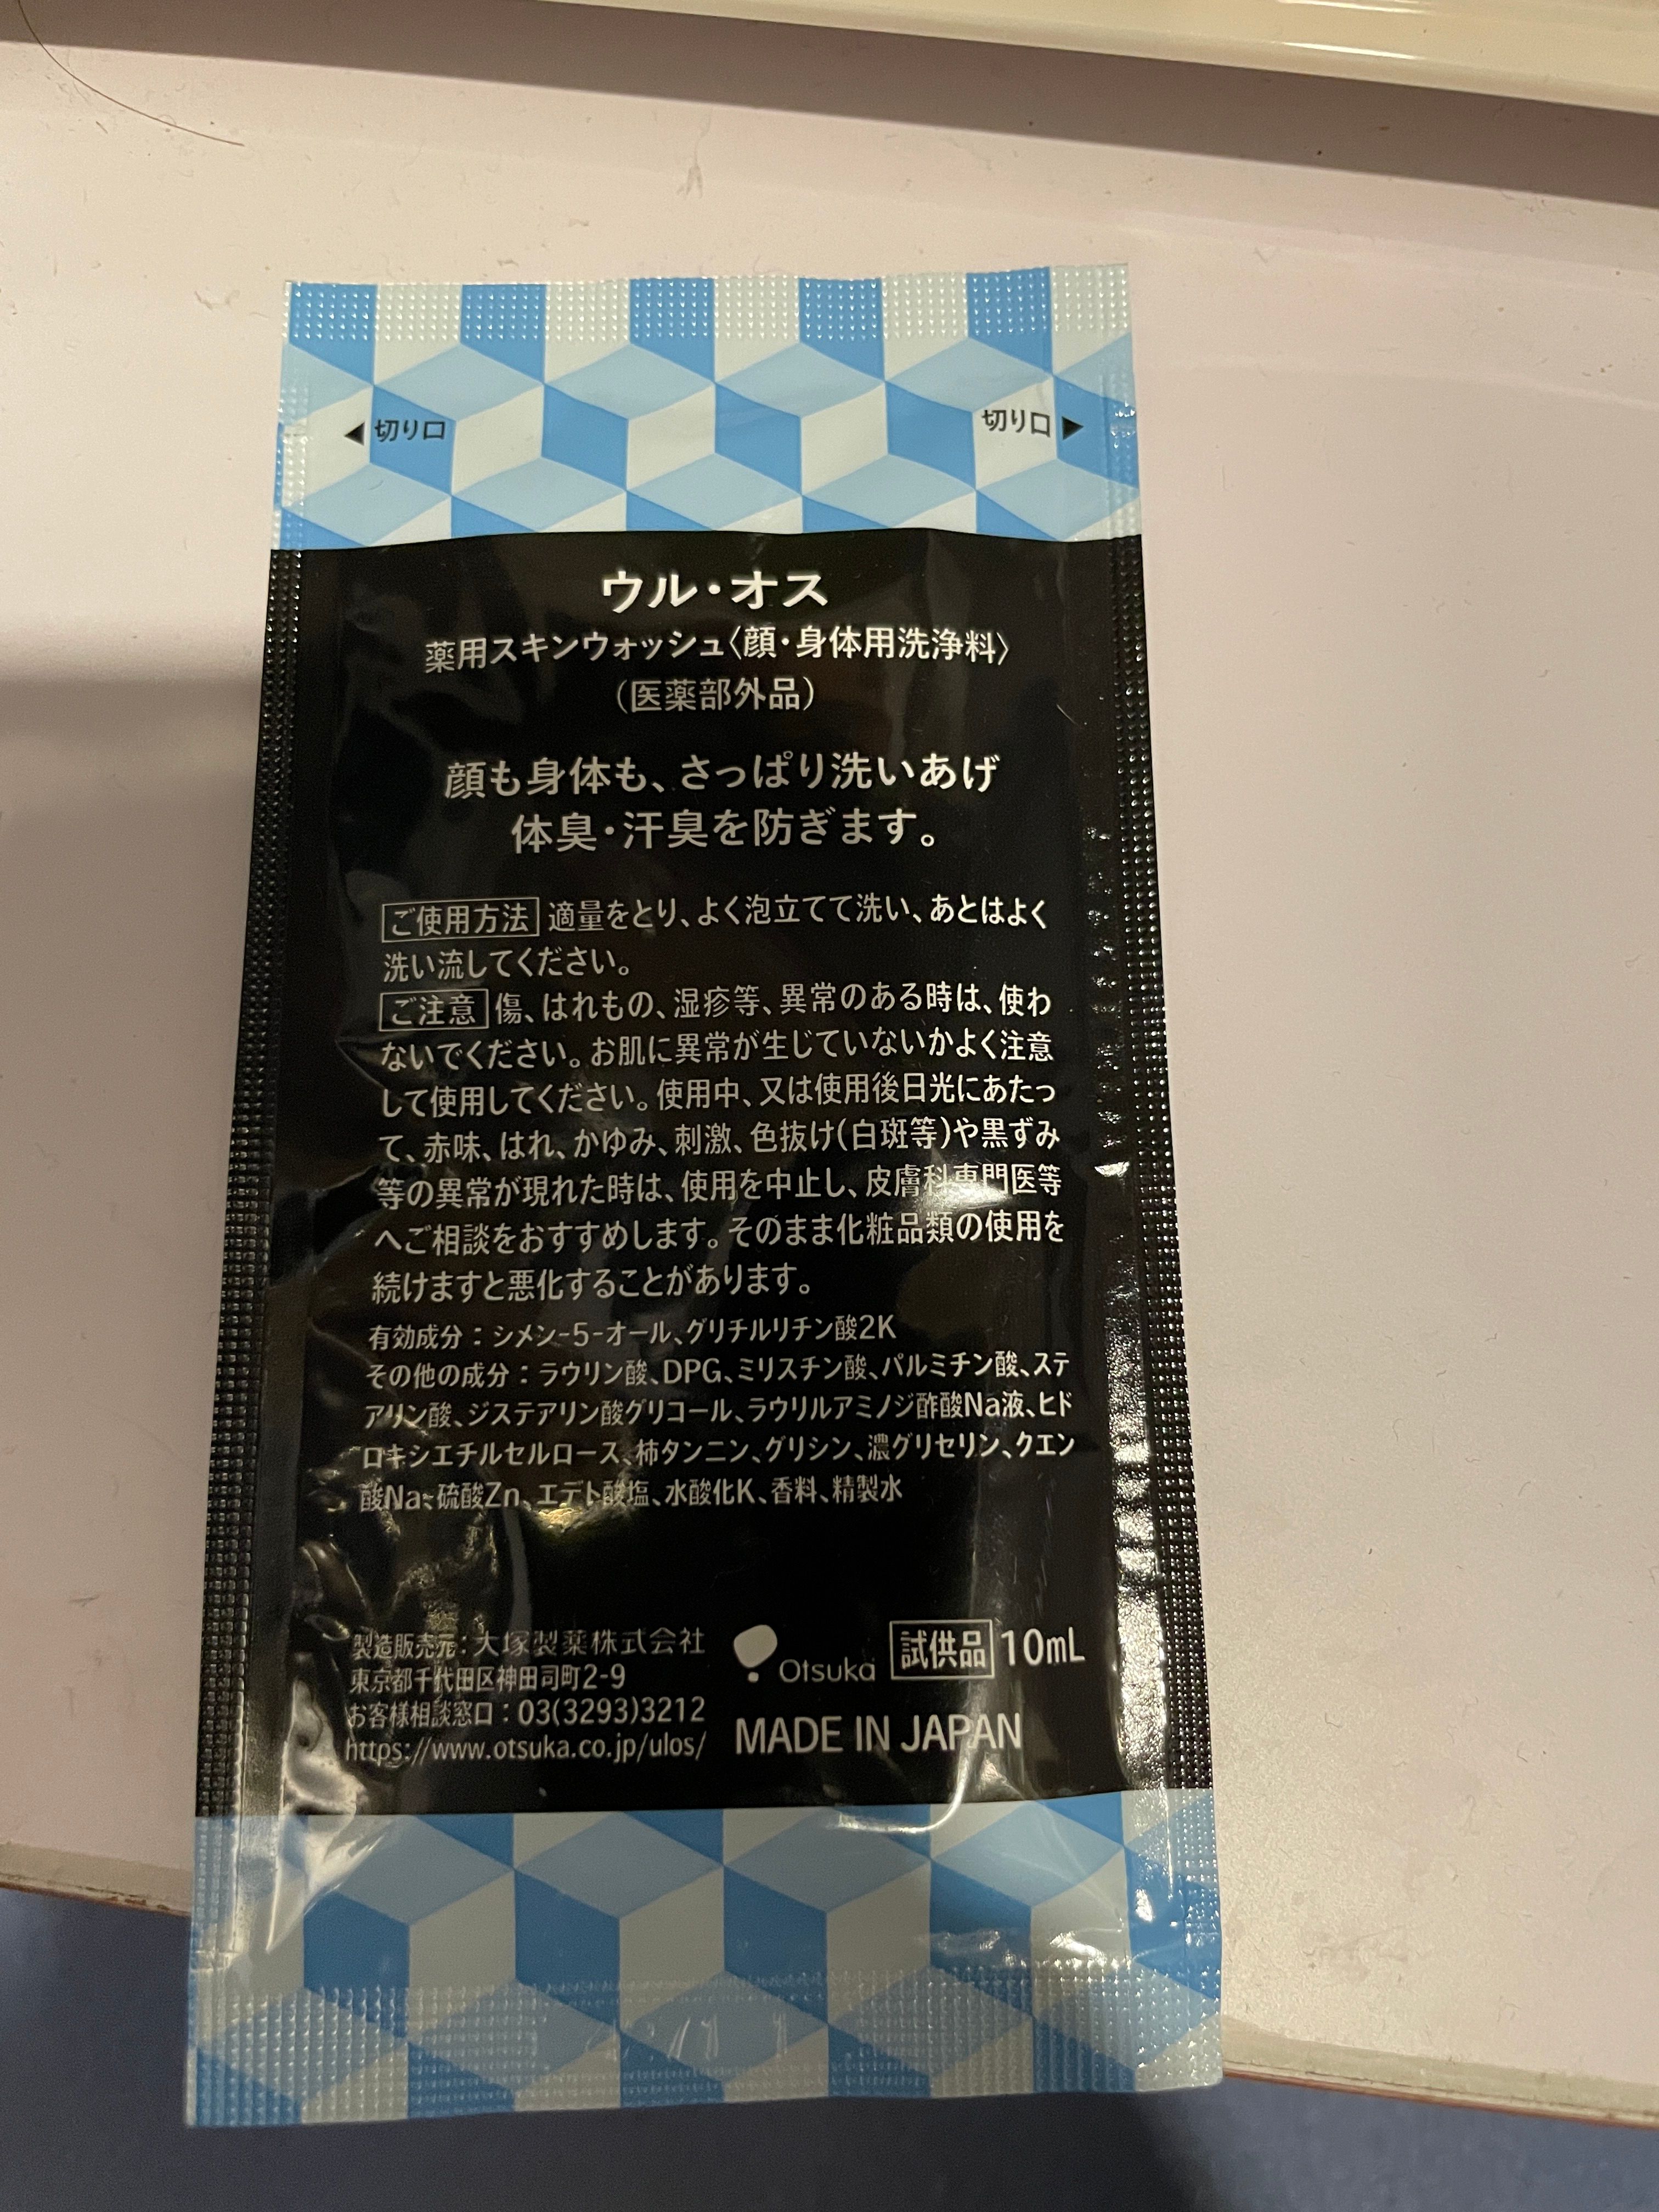 ◀切り口
切り口▶
ウル・オス
薬用スキンウォッシュ〈顔・身体用洗浄料〉
(医薬部外品)
顔も身体も、さっぱり洗いあげ
体臭・汗臭を防ぎます。
ご使用方法 適量をとり、よく泡立てて洗い、あとはよく
洗い流してください。
ご注意 傷、はれもの、湿疹等、異常のある時は、使わ
ないでください。お肌に異常が生じていないかよく注意
して使用してください。使用中、又は使用後日光にあたっ
て、赤味、はれ、かゆみ、刺激、色抜け(白斑等)や黒ずみ
等の異常が現れた時は、使用を中止し、皮膚科専門医等
へご相談をおすすめします。そのまま化粧品類の使用を
続けますと悪化することがあります。
有効成分：シメン-5-オール、グリチルリチン酸2K
その他の成分：ラウリン酸、DPG、ミリスチン酸、パルミチン酸、ステ
アリン酸、ジステアリン酸グリコール、ラウリルアミノジ酢酸Na液、ヒド
ロキシエチルセルロース、柿タンニン、グリシン、濃グリセリン、クエン
酸Na、硫酸Zn、エデト酸塩、水酸化K、香料、精製水
製造販売元：大塚製薬株式会社
東京都千代田区神田司町2-9
お客様相談窓口：03(3293)3212
https://www.otsuka.co.jp/ulos/
Otsuka
試供品 10mL
MADE IN JAPAN